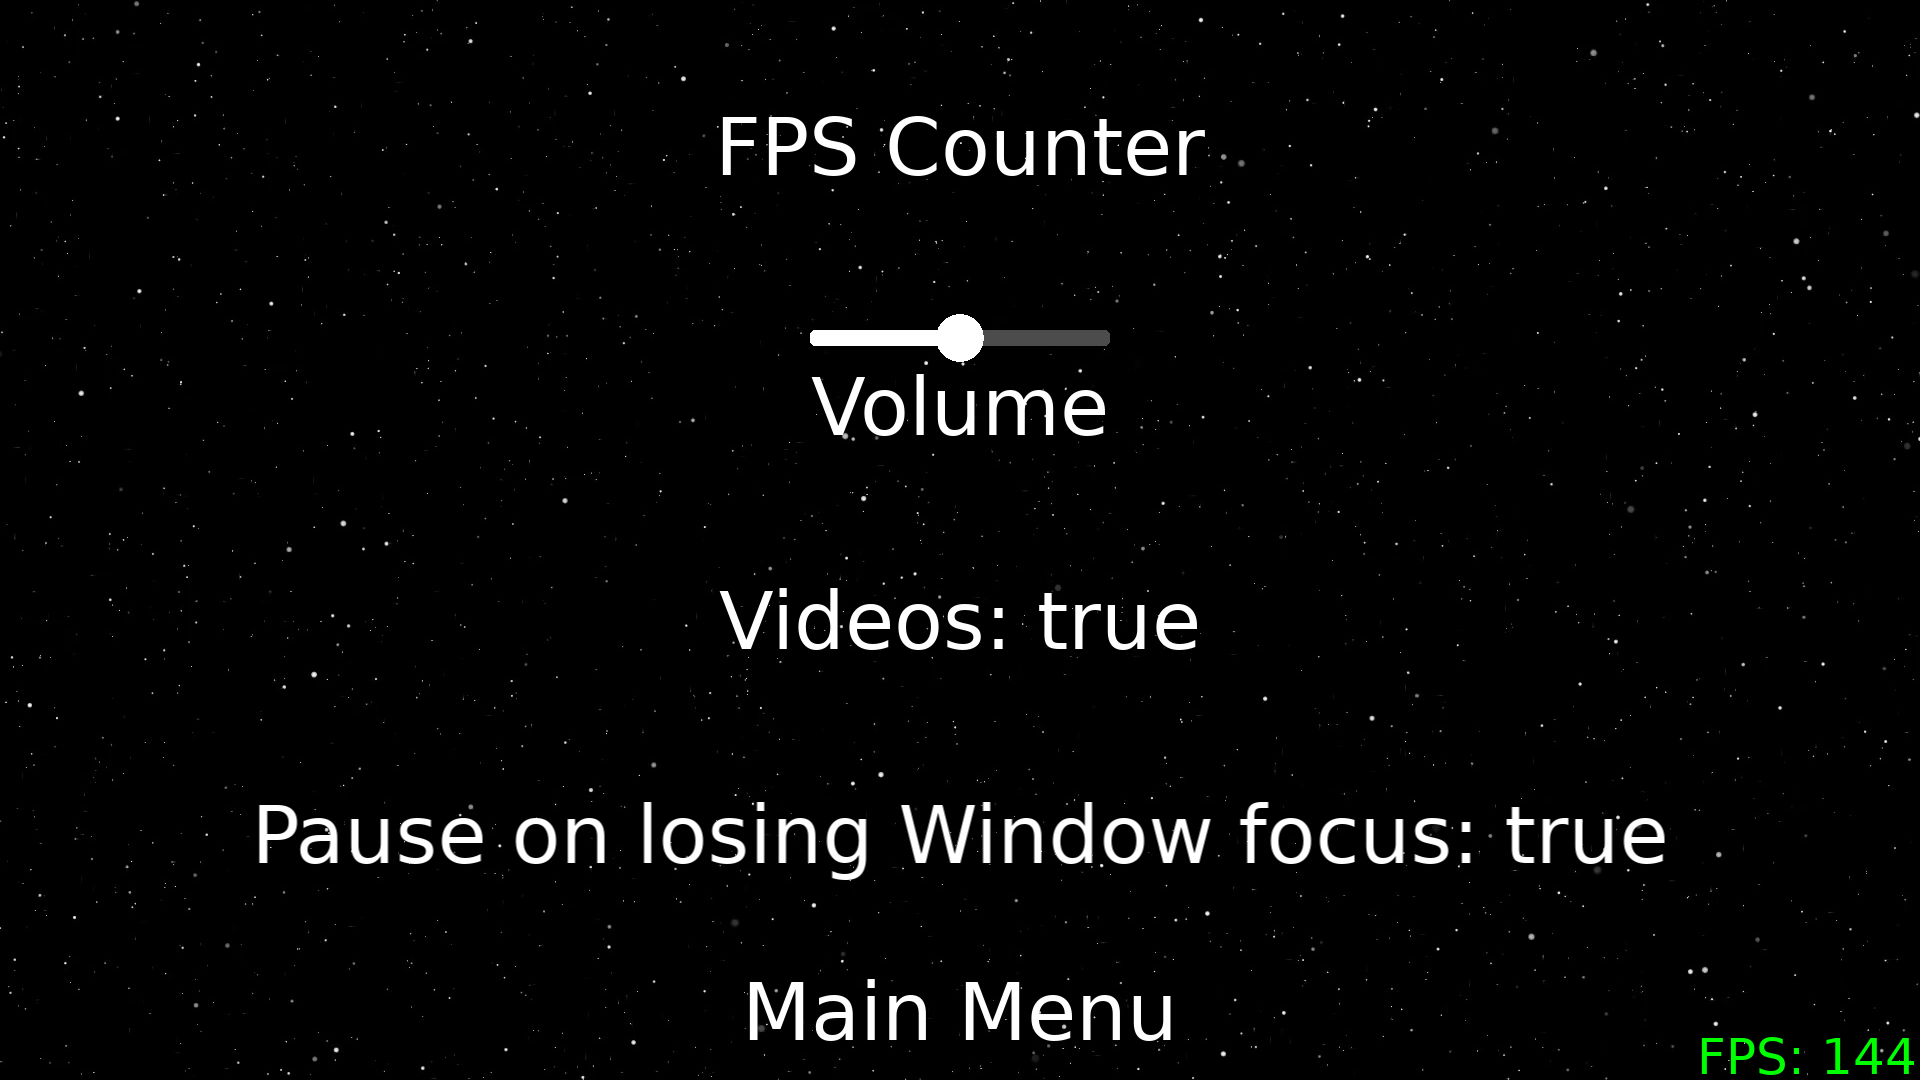 FPS Counter
Volume
Videos: true
Pause on losing Window focus: true
Main Menu
FPS: 144